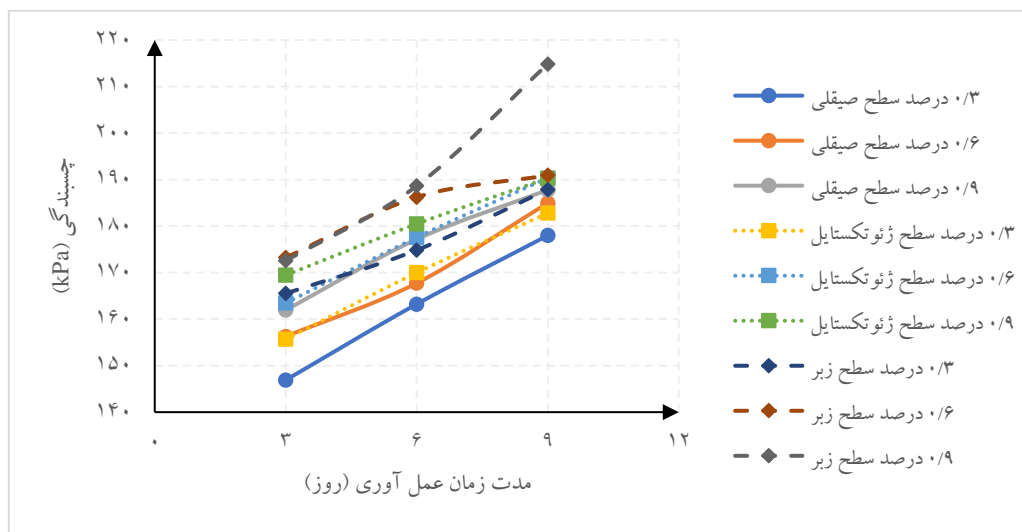 ۲۲۰
۲۱۰
۲۰۰
۱۹۰
۱۸۰
۱۷۰
۱۶۰
۱۵۰
۱۴۰
چسبندگی (kPa)
۰ ۳ ۶ ۹ ۱۲
مدت زمان عمل آوری (روز)
۰/۳ درصد سطح صیقلی
۰/۶ درصد سطح صیقلی
۰/۹ درصد سطح صیقلی
۰/۳ درصد سطح ژئوتکستایل
۰/۶ درصد سطح ژئوتکستایل
۰/۹ درصد سطح ژئوتکستایل
۰/۳ درصد سطح زبر
۰/۶ درصد سطح زبر
۰/۹ درصد سطح زبر